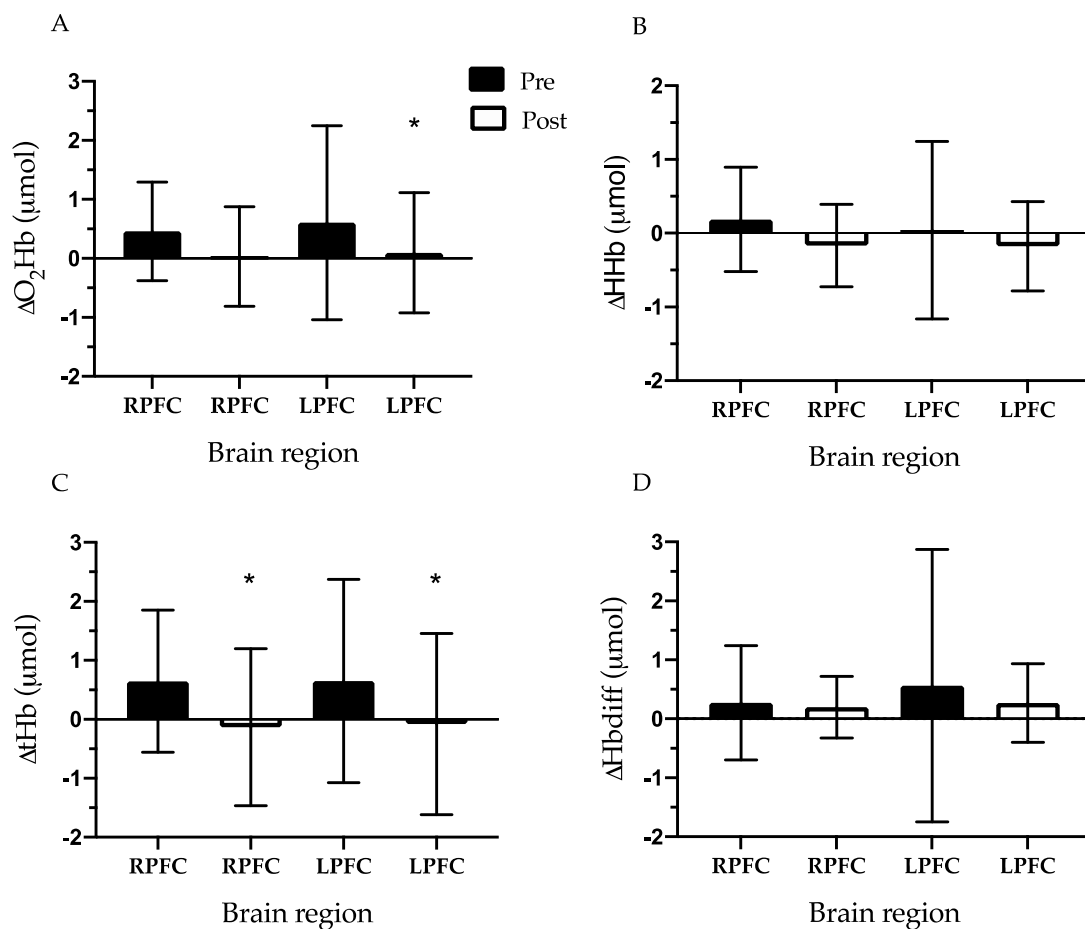 A
ΔO₂Hb (μmol)
3
2
1
0
-1
-2
Pre
Post
*
RPFC RPFC LPFC LPFC
Brain region
B
ΔHHb (μmol)
2
1
0
-1
-2
RPFC RPFC LPFC LPFC
Brain region
C
ΔtHb (μmol)
3
2
1
0
-1
-2
* *
RPFC RPFC LPFC LPFC
Brain region
D
ΔHbdiff (μmol)
3
2
1
0
-1
-2
RPFC RPFC LPFC LPFC
Brain region